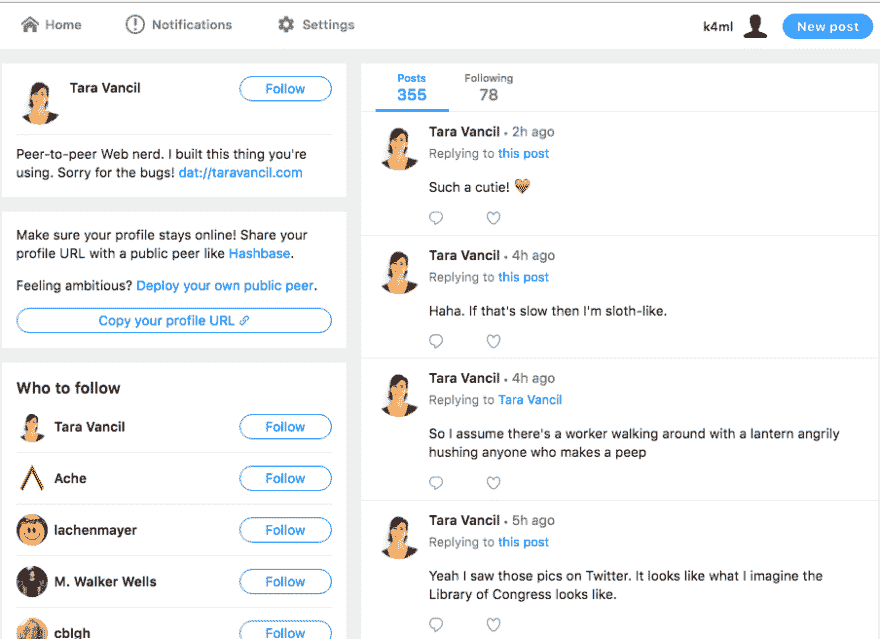 Home
Notifications
Settings
k4ml
New post
Tara Vancil
Follow
Peer-to-peer Web nerd. I built this thing you're
using. Sorry for the bugs! dat://taravancil.com
Make sure your profile stays online! Share your
profile URL with a public peer like Hashbase.
Feeling ambitious? Deploy your own public peer.
Copy your profile URL
Who to follow
Tara Vancil
Follow
Ache
Follow
lachenmayer
Follow
M. Walker Wells
Follow
cblgh
Follow
Posts
355
Following
78
Tara Vancil • 2h ago
Replying to this post
Such a cutie! 🧡
Tara Vancil • 4h ago
Replying to this post
Haha. If that's slow then I'm sloth-like.
Tara Vancil • 4h ago
Replying to Tara Vancil
So I assume there's a worker walking around with a lantern angrily
hushing anyone who makes a peep
Tara Vancil • 5h ago
Replying to this post
Yeah I saw those pics on Twitter. It looks like what I imagine the
Library of Congress looks like.